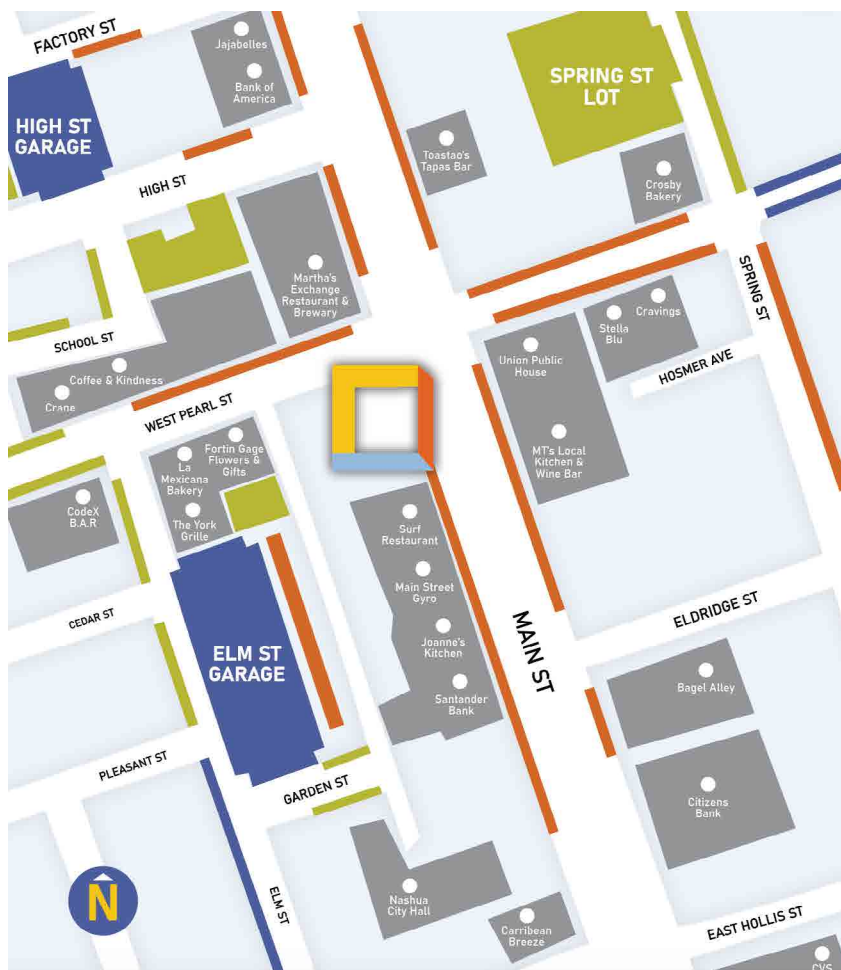 FACTORY ST
Jajabelles
Bank of
America
HIGH ST
GARAGE
SPRING ST
LOT
Toastao's
Tapas Bar
Crosby
Bakery
HIGH ST
Martha's
Exchange
Restaurant &
Brewary
SPRING ST
SCHOOL ST
Coffee & Kindness
Crane
Cravings
Stella
Blu
Union Public
House
HOSMER AVE
WEST PEARL ST
Fortin Gage
Flowers &
Gifts
La
Mexicana
Bakery
The York
Grille
MT's Local
Kitchen &
Wine Bar
CodeX
B.A.R
Surf
Restaurant
Main Street
Gyro
Joanne's
Kitchen
Santander
Bank
CEDAR ST
ELM ST
GARAGE
MAIN ST
ELDRIDGE ST
Bagel Alley
PLEASANT ST
GARDEN ST
Citizens
Bank
N
ELM ST
Nashua
City Hall
Carribean
Breeze
EAST HOLLIS ST
CVS